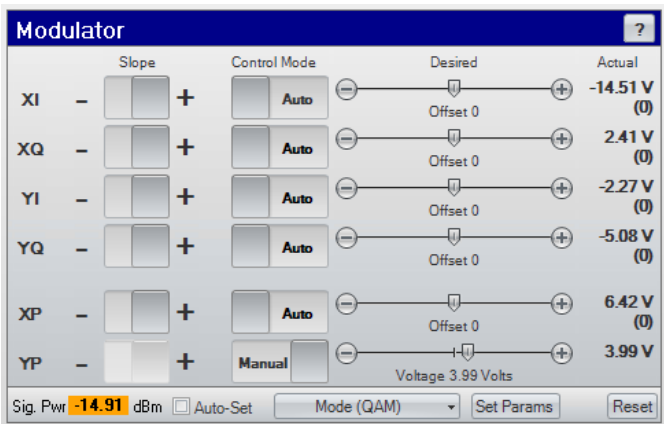 Modulator ?
Slope Control Mode Desired Actual
XI - + Auto Offset 0 -14.51 V (0)
XQ - + Auto Offset 0 2.41 V (0)
YI - + Auto Offset 0 -2.27 V (0)
YQ - + Auto Offset 0 -5.08 V (0)
XP - + Auto Offset 0 6.42 V (0)
YP - + Manual Voltage 3.99 Volts 3.99 V
Sig. Pwr -14.91 dBm Auto-Set Mode (QAM) Set Params Reset